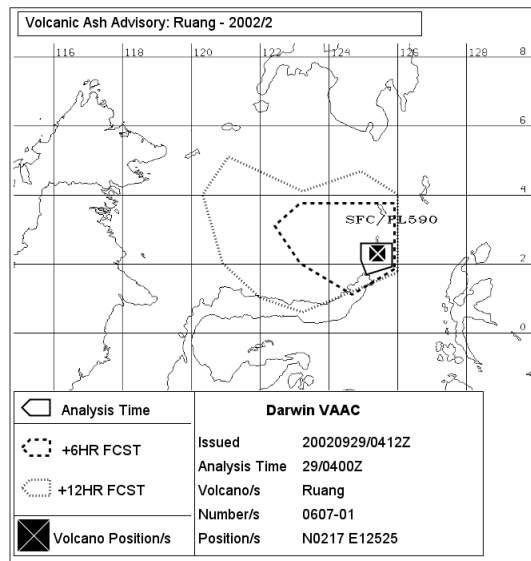 Volcanic Ash Advisory: Ruang - 2002/2
116 118 120 122 124 126 128
8
6
4
SFC/FL590
2
0
Analysis Time
+6HR FCST
+12HR FCST
Volcano Position/s
Darwin VAAC
Issued 20020929/0412Z
Analysis Time 29/0400Z
Volcano/s Ruang
Number/s 0607-01
Position/s N0217 E12525